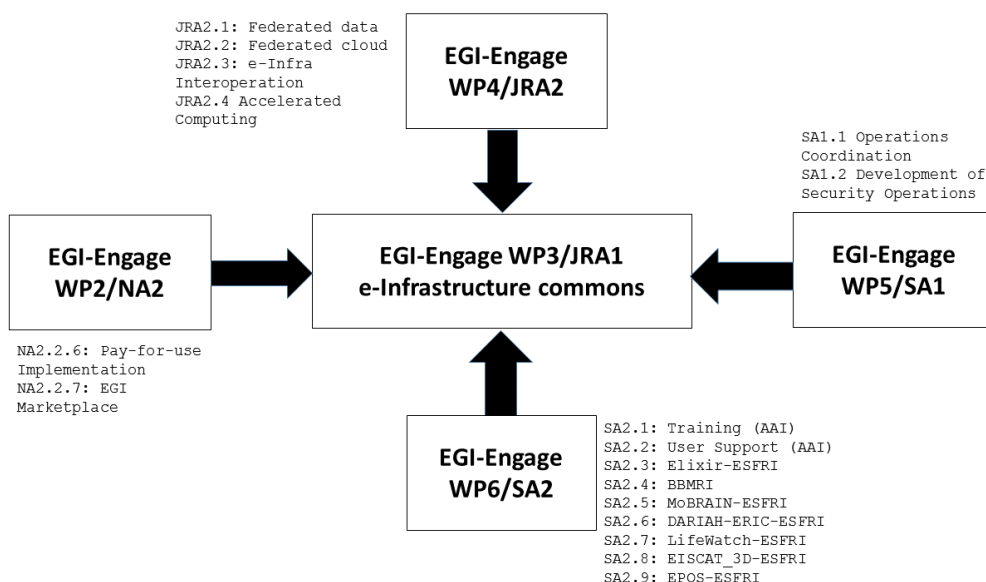 JRA2.1: Federated data
JRA2.2: Federated cloud
JRA2.3: e-Infra
Interoperation
JRA2.4 Accelerated
Computing
EGI-Engage
WP4/JRA2
SA1.1 Operations
Coordination
SA1.2 Development of
Security Operations
EGI-Engage
WP2/NA2
EGI-Engage WP3/JRA1
e-Infrastructure commons
EGI-Engage
WP5/SA1
NA2.2.6: Pay-for-use
Implementation
NA2.2.7: EGI
Marketplace
EGI-Engage
WP6/SA2
SA2.1: Training (AAI)
SA2.2: User Support (AAI)
SA2.3: Elixir-ESFRI
SA2.4: BBMRI
SA2.5: MoBRAIN-ESFRI
SA2.6: DARIAH-ERIC-ESFRI
SA2.7: LifeWatch-ESFRI
SA2.8: EISCAT_3D-ESFRI
SA2.9: EPOS-ESFRI